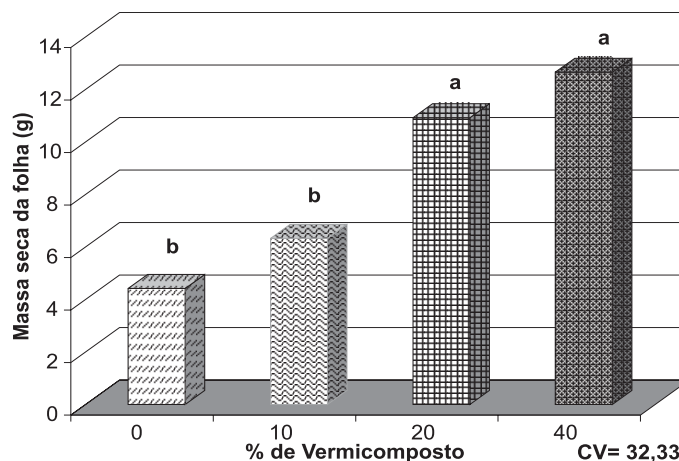 14
12
10
8
6
4
2
0
Massa seca da folha (g)
b
b
a
a
0 10 20 40
% de Vermicomposto
CV= 32,33